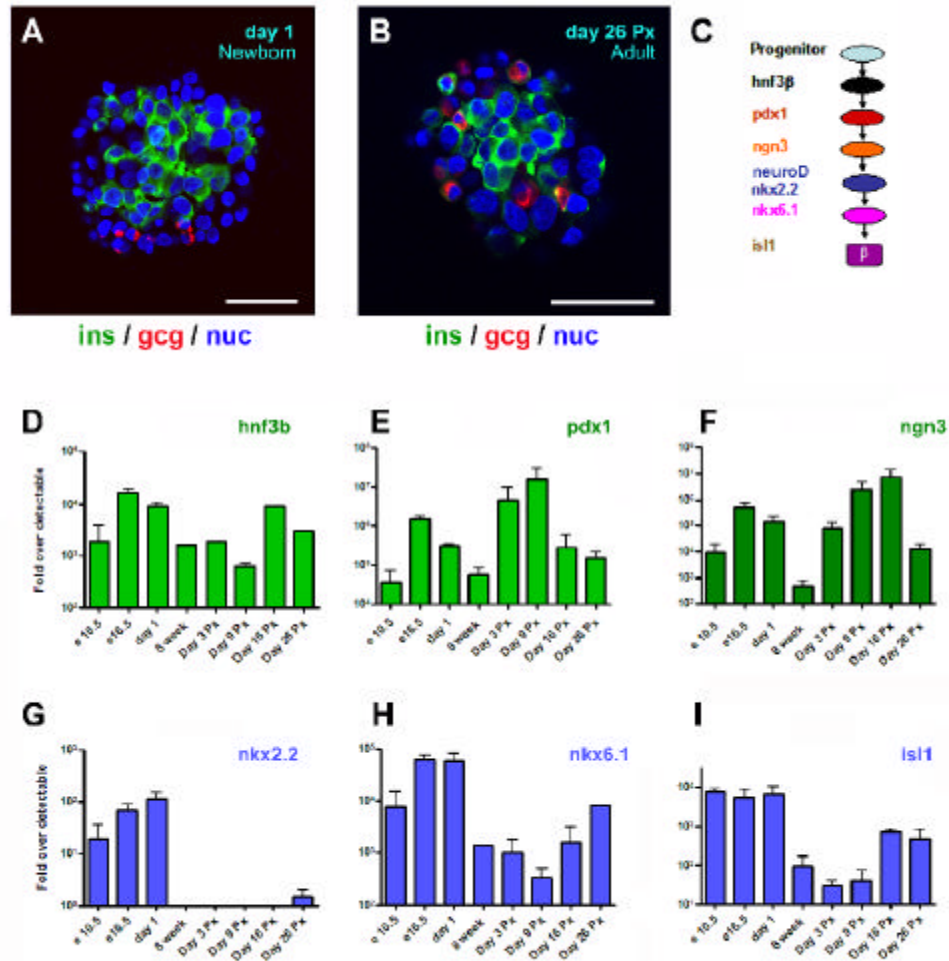 A
day 1
Newborn
ins / gcg / nuc
B
day 26 Px
Adult
ins / gcg / nuc
C
Progenitor
hnf3β
pdx1
ngn3
neuroD
nkx2.2
nkx6.1
isl1
β
D
hnf3b
Fold over detectable
e 10.5
e16.5
day 1
8 week
Day 3 Px
Day 9 Px
Day 16 Px
Day 26 Px
E
pdx1
e 10.5
e16.5
day 1
8 week
Day 3 Px
Day 9 Px
Day 16 Px
Day 26 Px
F
ngn3
e 10.5
e16.5
day 1
8 week
Day 3 Px
Day 9 Px
Day 16 Px
Day 26 Px
G
nkx2.2
Fold over detectable
e 10.5
e16.5
day 1
8 week
Day 3 Px
Day 9 Px
Day 16 Px
Day 26 Px
H
nkx6.1
e 10.5
e16.5
day 1
8 week
Day 3 Px
Day 9 Px
Day 16 Px
Day 26 Px
I
isl1
e 10.5
e16.5
day 1
8 week
Day 3 Px
Day 9 Px
Day 16 Px
Day 26 Px